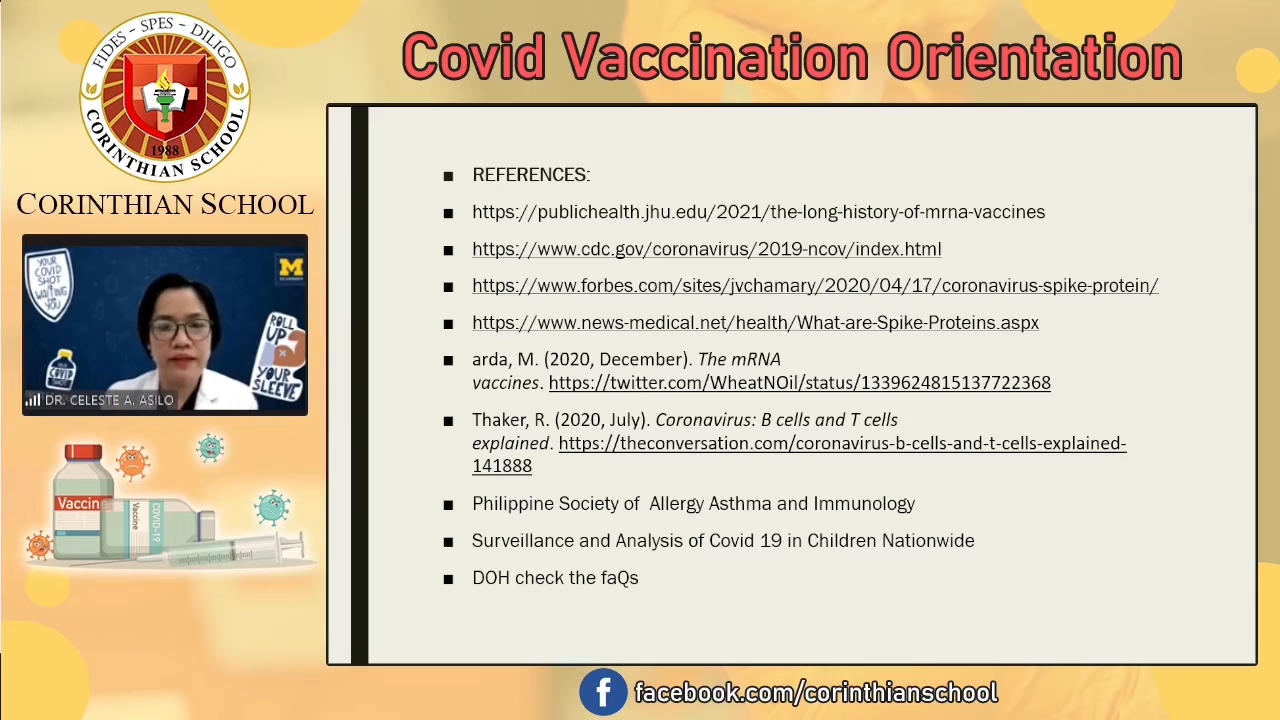 Covid Vaccination Orientation
FIDES - SPES - DILIGO
1988
CORINTHIAN SCHOOL
CORINTHIAN SCHOOL
YOUR
COVID
SHOT
is
WAITING
for
YOU
M
ROLL
UP
YOUR
SLEEVE
COVID
SHOT
DR. CELESTE A. ASILO
Vaccine
Vaccine
COVID-19
REFERENCES:
https://publichealth.jhu.edu/2021/the-long-history-of-mrna-vaccines
https://www.cdc.gov/coronavirus/2019-ncov/index.html
https://www.forbes.com/sites/jvchamary/2020/04/17/coronavirus-spike-protein/
https://www.news-medical.net/health/What-are-Spike-Proteins.aspx
arda, M. (2020, December). The mRNA
vaccines. https://twitter.com/WheatNOil/status/1339624815137722368
Thaker, R. (2020, July). Coronavirus: B cells and T cells
explained. https://theconversation.com/coronavirus-b-cells-and-t-cells-explained-
141888
Philippine Society of  Allergy Asthma and Immunology
Surveillance and Analysis of Covid 19 in Children Nationwide
DOH check the faQs
facebook.com/corinthianschool